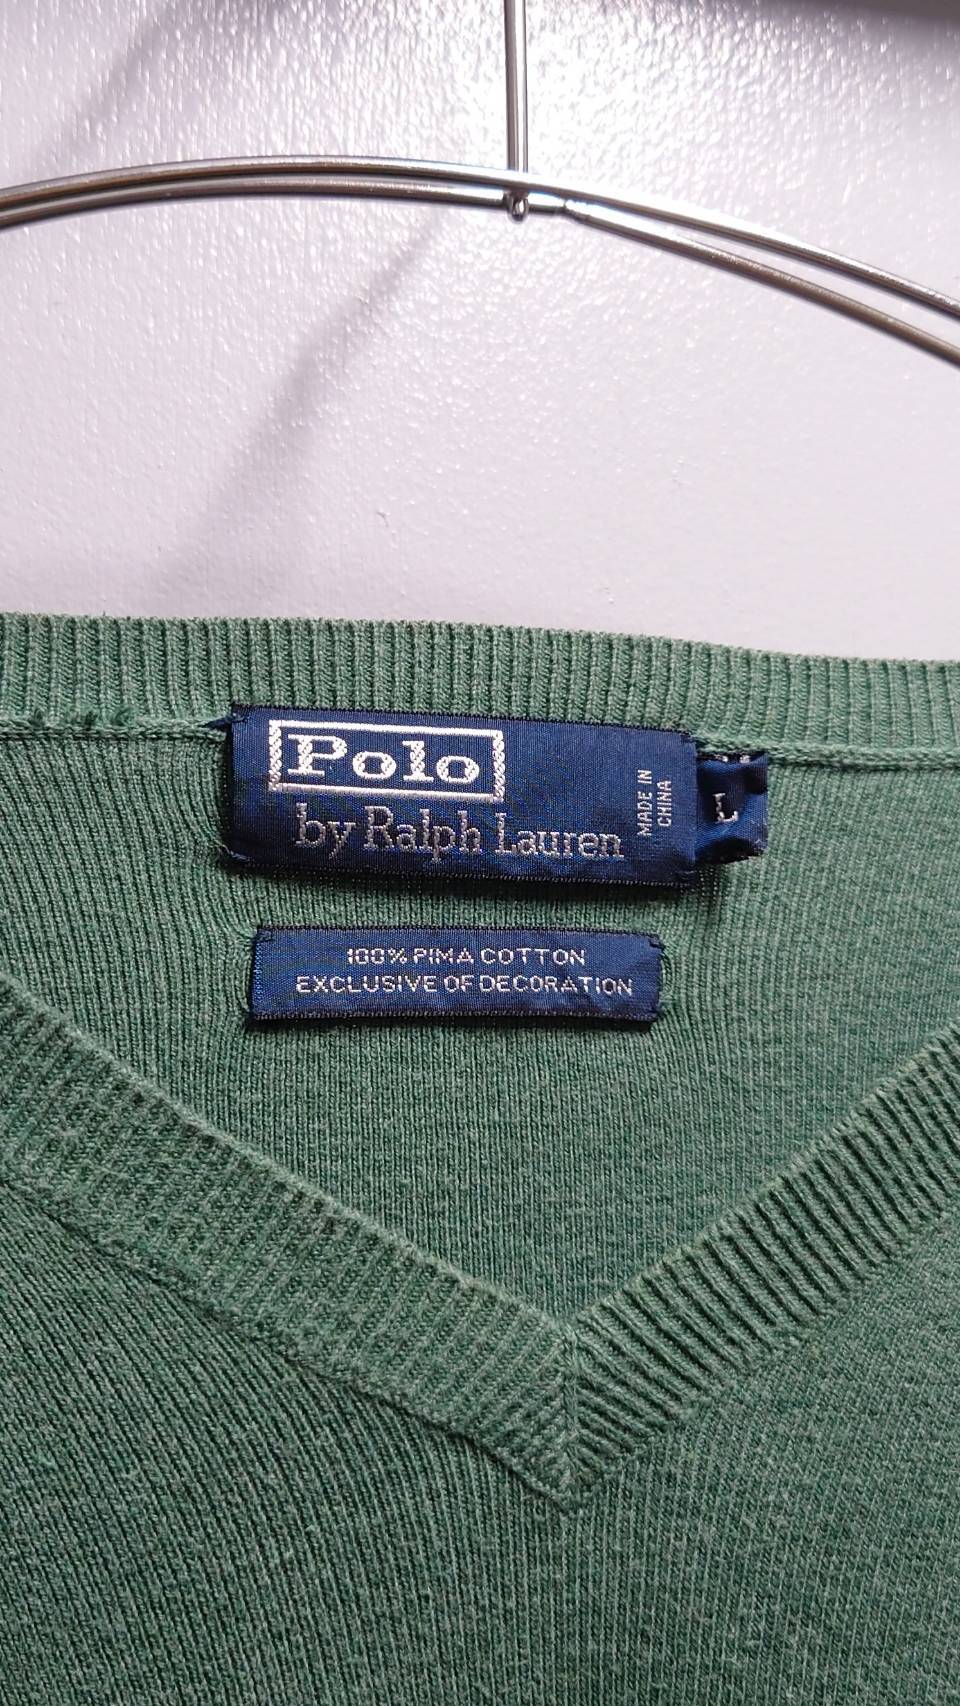 Polo
by Ralph Lauren
MADE IN
CHINA
L
100% PIMA COTTON
EXCLUSIVE OF DECORATION